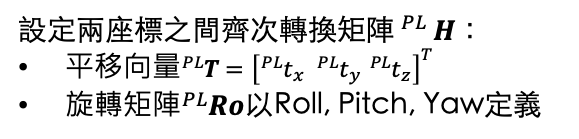 設定兩座標之間齊次轉換矩陣 ᴾᴸH：
• 平移向量ᴾᴸT = [ᴾᴸtₓ ᴾᴸt_y ᴾᴸt_z]ᵀ
• 旋轉矩陣ᴾᴸRo以Roll, Pitch, Yaw定義